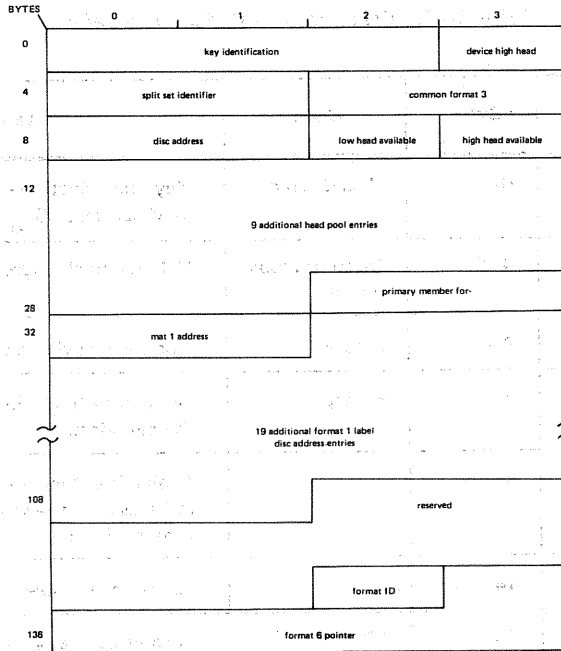 BYTES
0 1 2 3
0 key identification device high head
4 split set identifier common format 3
8 disc address low head available high head available
12
9 additional head pool entries
primary member for-
28
32 mat 1 address
19 additional format 1 label
disc address entries
108
reserved
format ID
136 format 6 pointer